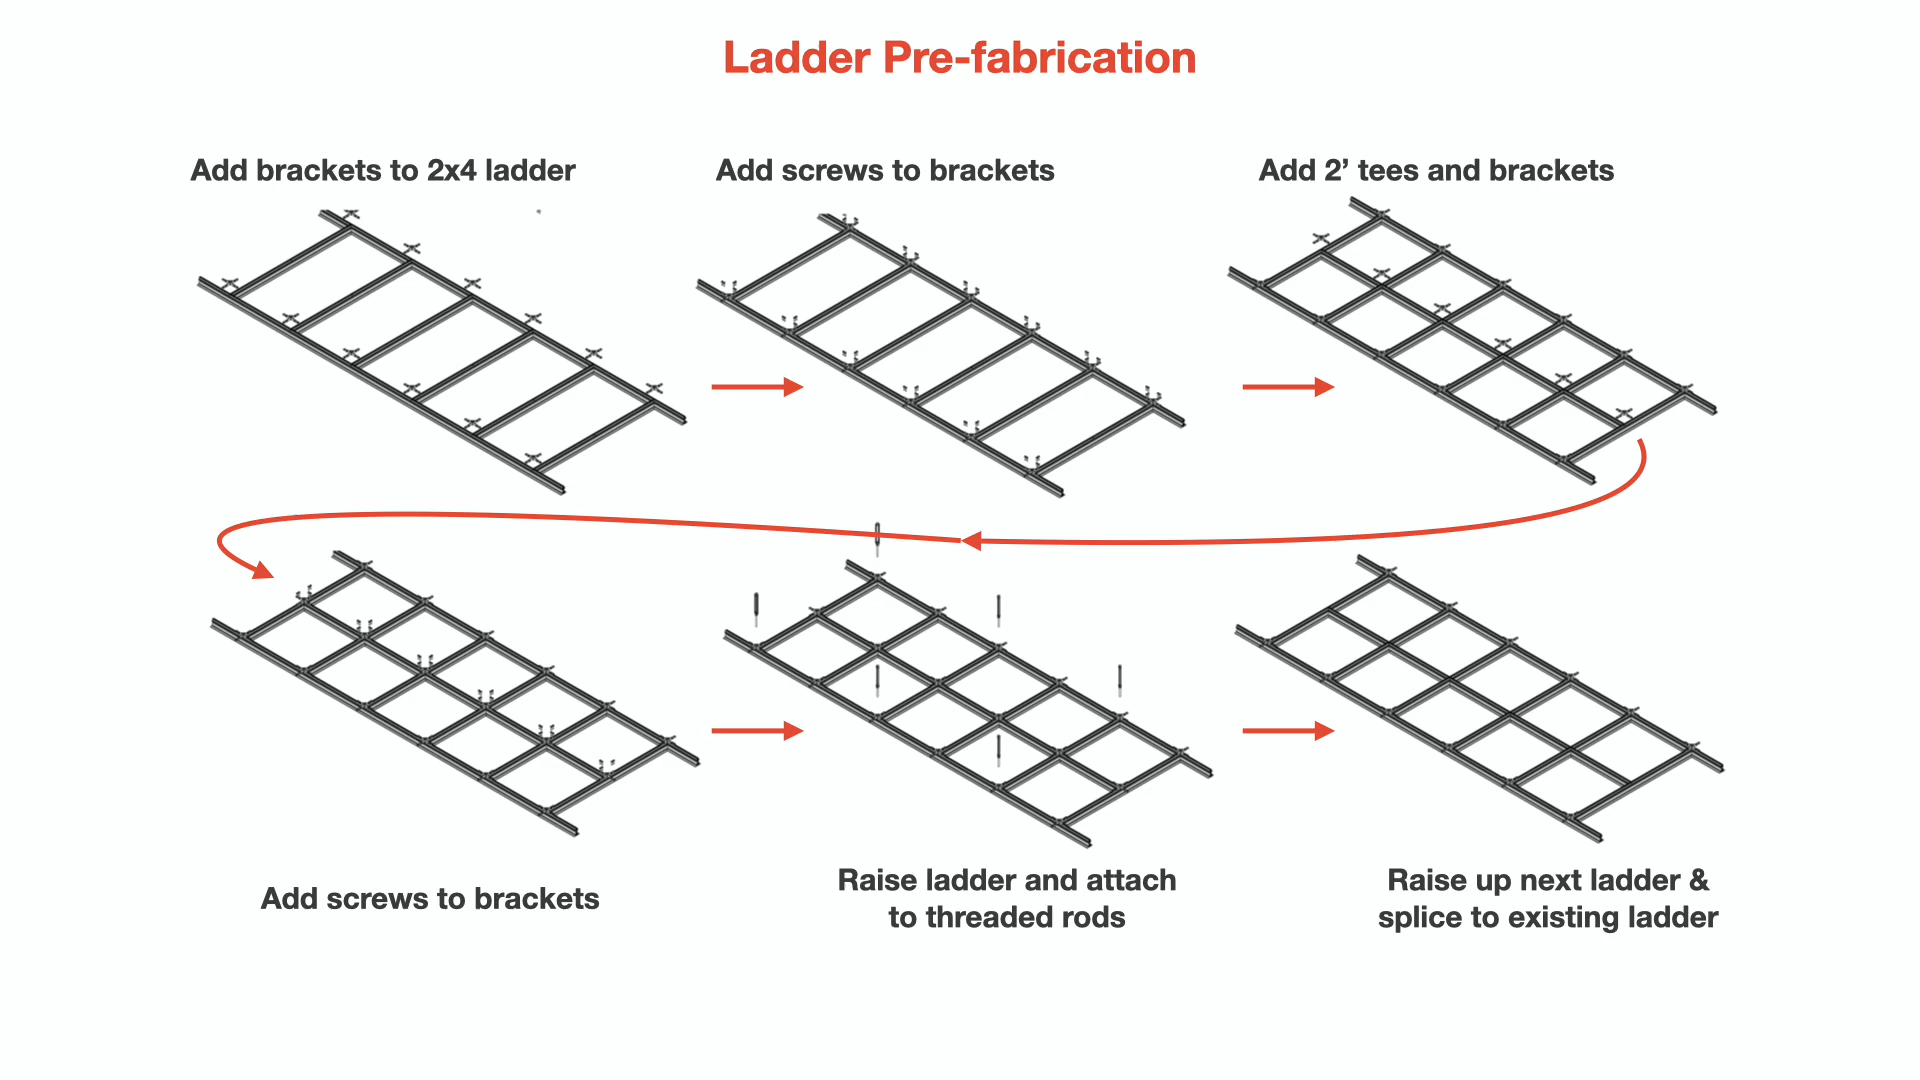 Ladder Pre-fabrication
Add brackets to 2x4 ladder
Add screws to brackets
Add 2’ tees and brackets
Add screws to brackets
Raise ladder and attach
to threaded rods
Raise up next ladder &
splice to existing ladder